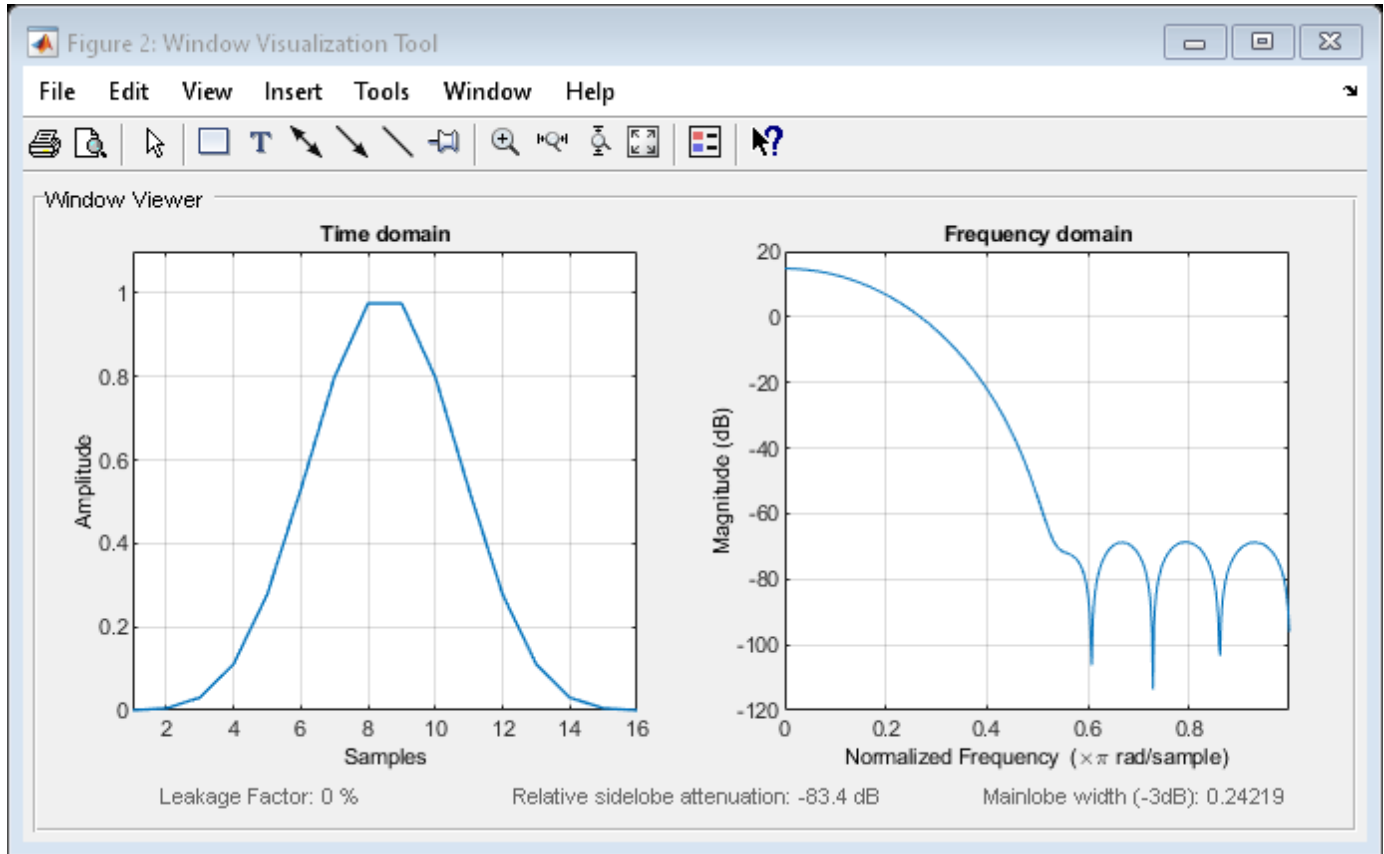 Figure 2: Window Visualization Tool
File Edit View Insert Tools Window Help
T
?
Window Viewer
Time domain
1
0.8
0.6
0.4
0.2
0
Amplitude
2 4 6 8 10 12 14 16
Samples
Frequency domain
20
0
-20
-40
-60
-80
-100
-120
Magnitude (dB)
0 0.2 0.4 0.6 0.8
Normalized Frequency (×π rad/sample)
Leakage Factor: 0 % Relative sidelobe attenuation: -83.4 dB Mainlobe width (-3dB): 0.24219